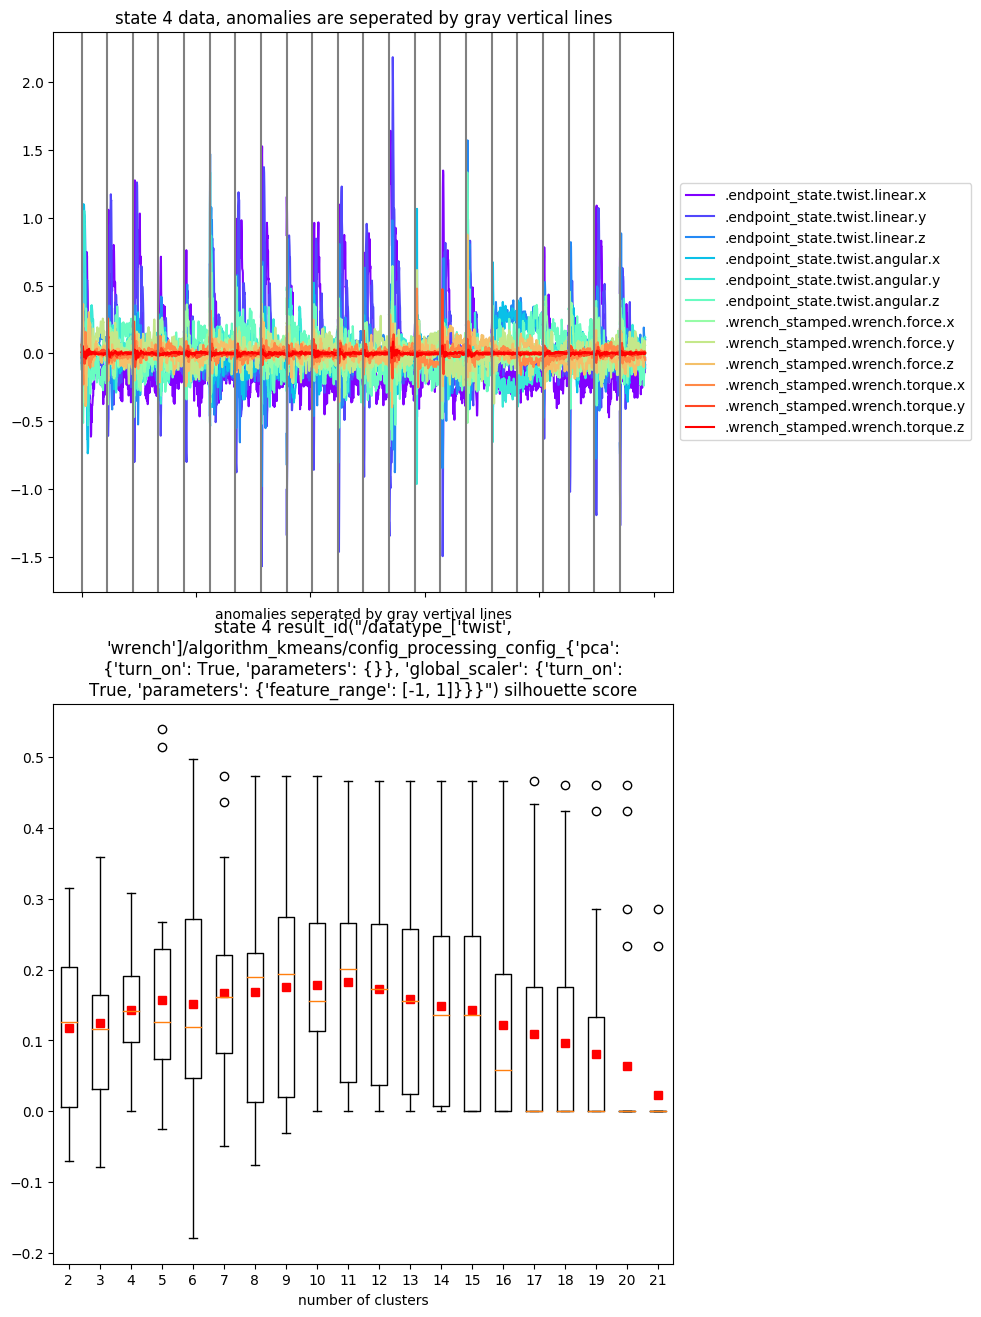 state 4 data, anomalies are seperated by gray vertical lines
2.0
1.5
1.0
0.5
0.0
−0.5
−1.0
−1.5
.endpoint_state.twist.linear.x
.endpoint_state.twist.linear.y
.endpoint_state.twist.linear.z
.endpoint_state.twist.angular.x
.endpoint_state.twist.angular.y
.endpoint_state.twist.angular.z
.wrench_stamped.wrench.force.x
.wrench_stamped.wrench.force.y
.wrench_stamped.wrench.force.z
.wrench_stamped.wrench.torque.x
.wrench_stamped.wrench.torque.y
.wrench_stamped.wrench.torque.z
anomalies seperated by gray vertival lines
state 4 result_id("/datatype_['twist',
'wrench']/algorithm_kmeans/config_processing_config_{'pca':
{'turn_on': True, 'parameters': {}}, 'global_scaler': {'turn_on':
True, 'parameters': {'feature_range': [-1, 1]}}}") silhouette score
0.5
0.4
0.3
0.2
0.1
0.0
−0.1
−0.2
2 3 4 5 6 7 8 9 10 11 12 13 14 15 16 17 18 19 20 21
number of clusters